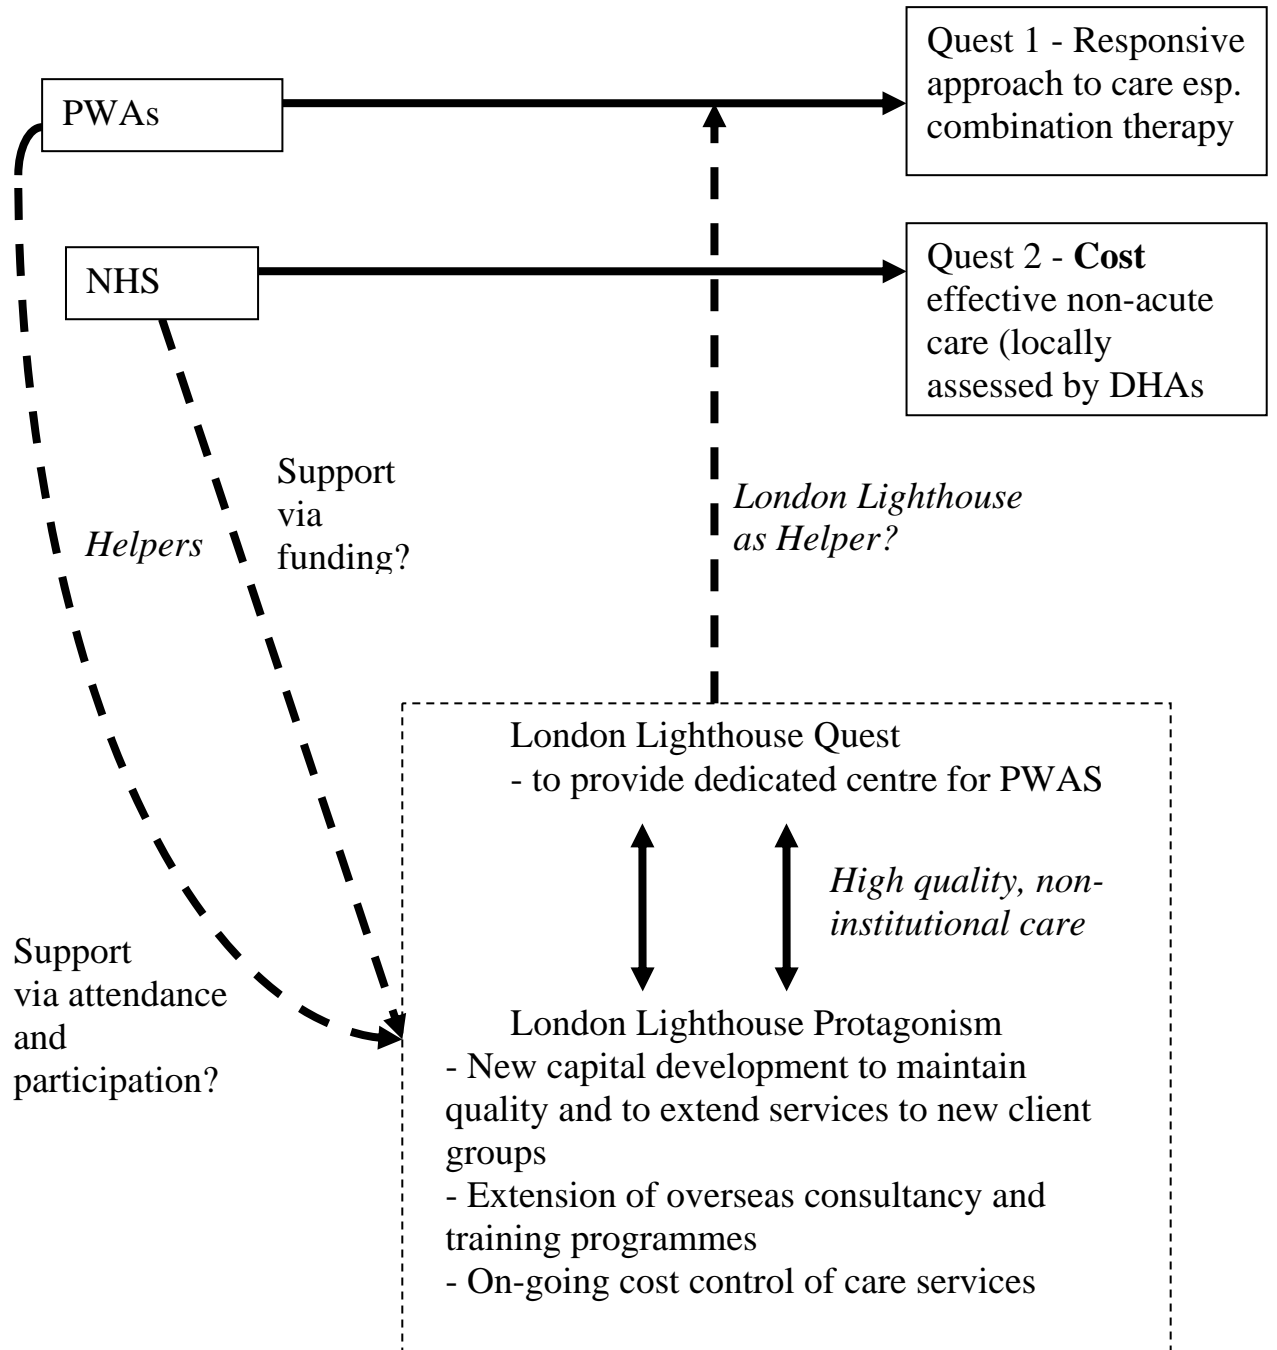 PWAs
Quest 1 - Responsive
approach to care esp.
combination therapy
NHS
Quest 2 - Cost
effective non-acute
care (locally
assessed by DHAs
Helpers
Support
via
funding?
London Lighthouse
as Helper?
Support
via attendance
and
participation?
London Lighthouse Quest
- to provide dedicated centre for PWAS
High quality, non-
institutional care
London Lighthouse Protagonism
- New capital development to maintain
quality and to extend services to new client
groups
- Extension of overseas consultancy and
training programmes
- On-going cost control of care services